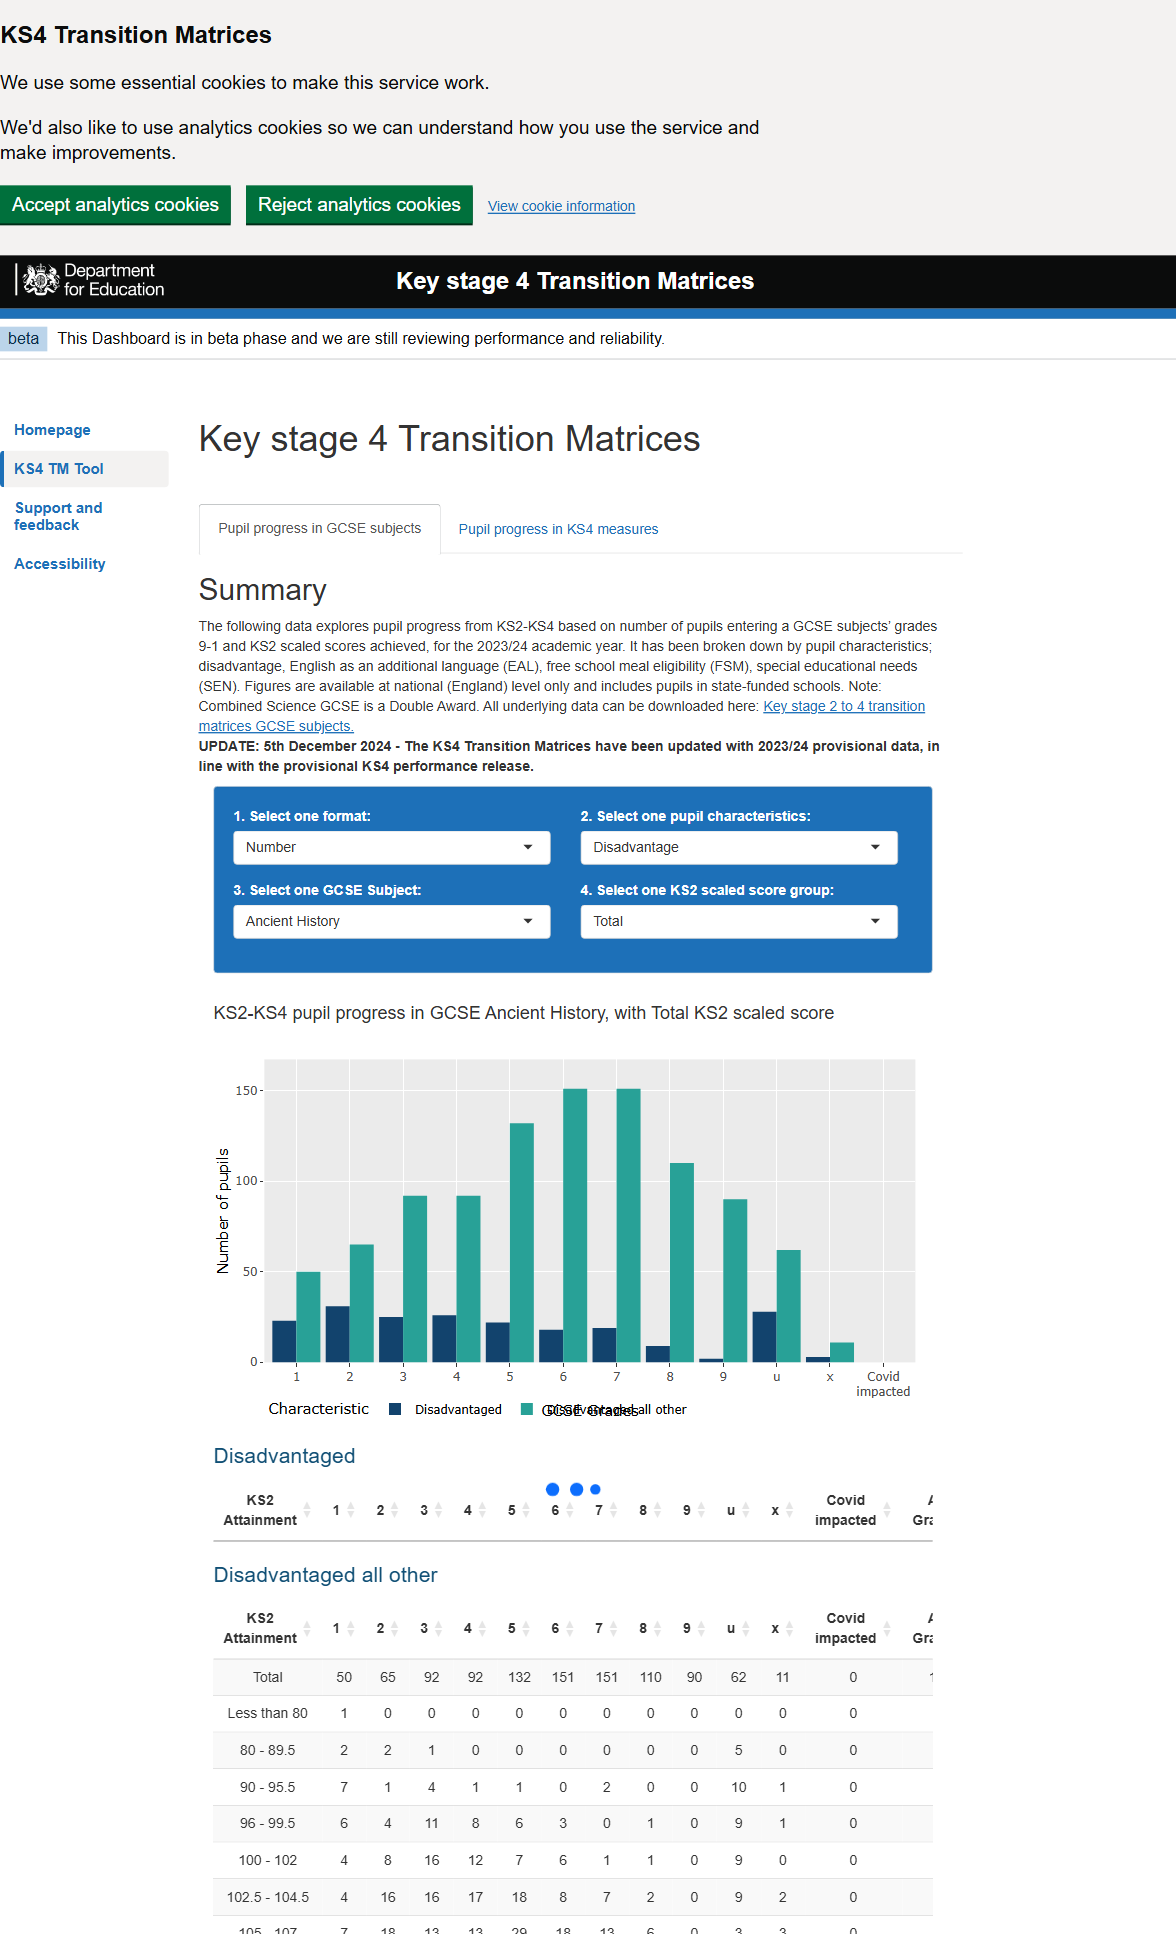 KS4 Transition Matrices
We use some essential cookies to make this service work.
We'd also like to use analytics cookies so we can understand how you use the service and
make improvements.
Accept analytics cookies
Reject analytics cookies
View cookie information
Department
for Education
Key stage 4 Transition Matrices
beta
This Dashboard is in beta phase and we are still reviewing performance and reliability.
Homepage
KS4 TM Tool
Support and
feedback
Accessibility
Key stage 4 Transition Matrices
Pupil progress in GCSE subjects
Pupil progress in KS4 measures
Summary
The following data explores pupil progress from KS2-KS4 based on number of pupils entering a GCSE subjects' grades
9-1 and KS2 scaled scores achieved, for the 2023/24 academic year. It has been broken down by pupil characteristics;
disadvantage, English as an additional language (EAL), free school meal eligibility (FSM), special educational needs
(SEN). Figures are available at national (England) level only and includes pupils in state-funded schools. Note:
Combined Science GCSE is a Double Award. All underlying data can be downloaded here: Key stage 2 to 4 transition
matrices GCSE subjects.
UPDATE: 5th December 2024 - The KS4 Transition Matrices have been updated with 2023/24 provisional data, in
line with the provisional KS4 performance release.
1. Select one format:
Number
2. Select one pupil characteristics:
Disadvantage
3. Select one GCSE Subject:
Ancient History
4. Select one KS2 scaled score group:
Total
KS2-KS4 pupil progress in GCSE Ancient History, with Total KS2 scaled score
Number of pupils
150
100
50
0
1 2 3 4 5 6 7 8 9 u x Covid
impacted
Characteristic Disadvantaged Disadvantaged all other
GCSE Grades
Disadvantaged
KS2
Attainment 1 2 3 4 5 6 7 8 9 u x Covid
impacted
Disadvantaged all other
KS2
Attainment 1 2 3 4 5 6 7 8 9 u x Covid
impacted
Total 50 65 92 92 132 151 151 110 90 62 11 0
Less than 80 1 0 0 0 0 0 0 0 0 0 0 0
80 - 89.5 2 2 1 0 0 0 0 0 0 5 0 0
90 - 95.5 7 1 4 1 1 0 2 0 0 10 1 0
96 - 99.5 6 4 11 8 6 3 0 1 0 9 1 0
100 - 102 4 8 16 12 7 6 1 1 0 9 0 0
102.5 - 104.5 4 16 16 17 18 8 7 2 0 9 2 0
105 - 107 7 18 13 13 29 18 13 6 0 3 3 0